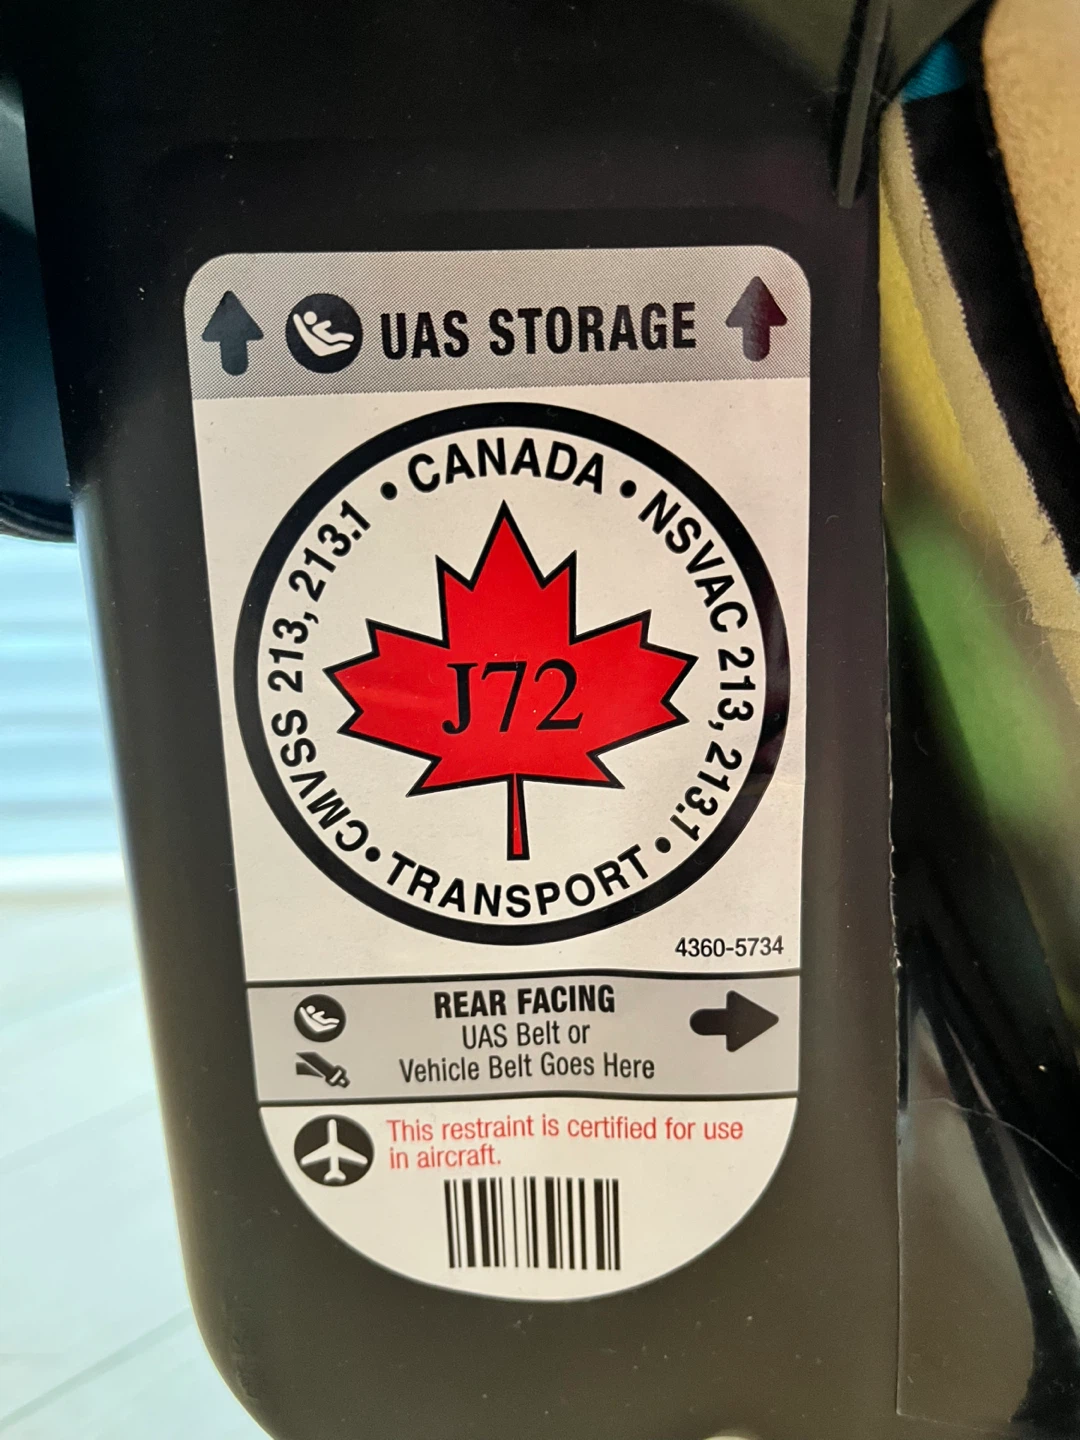 UAS STORAGE
• CANADA •
NSVAC 213, 213.1
• TRANSPORT •
CMVSS 213, 213.1
J72
4360-5734
REAR FACING
UAS Belt or
Vehicle Belt Goes Here
This restraint is certified for use
in aircraft.